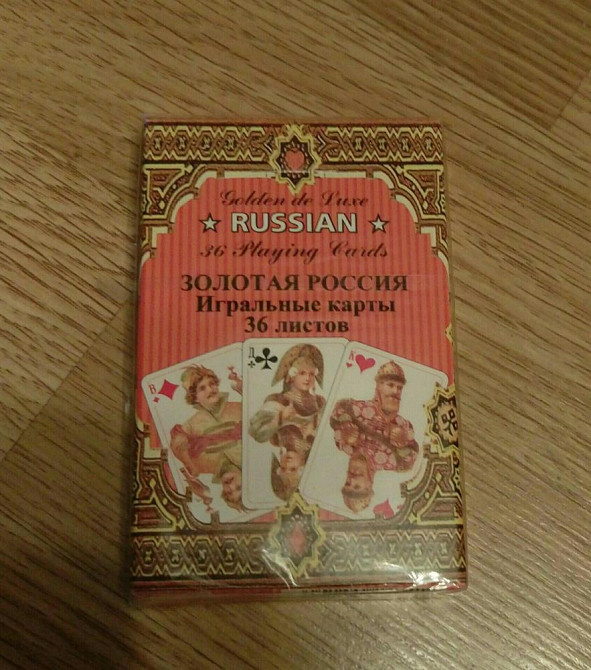 Golden de Luxe
★ RUSSIAN ★
36 Playing Cards
ЗОЛОТАЯ РОССИЯ
Игральные карты
36 листов
В
Д
К